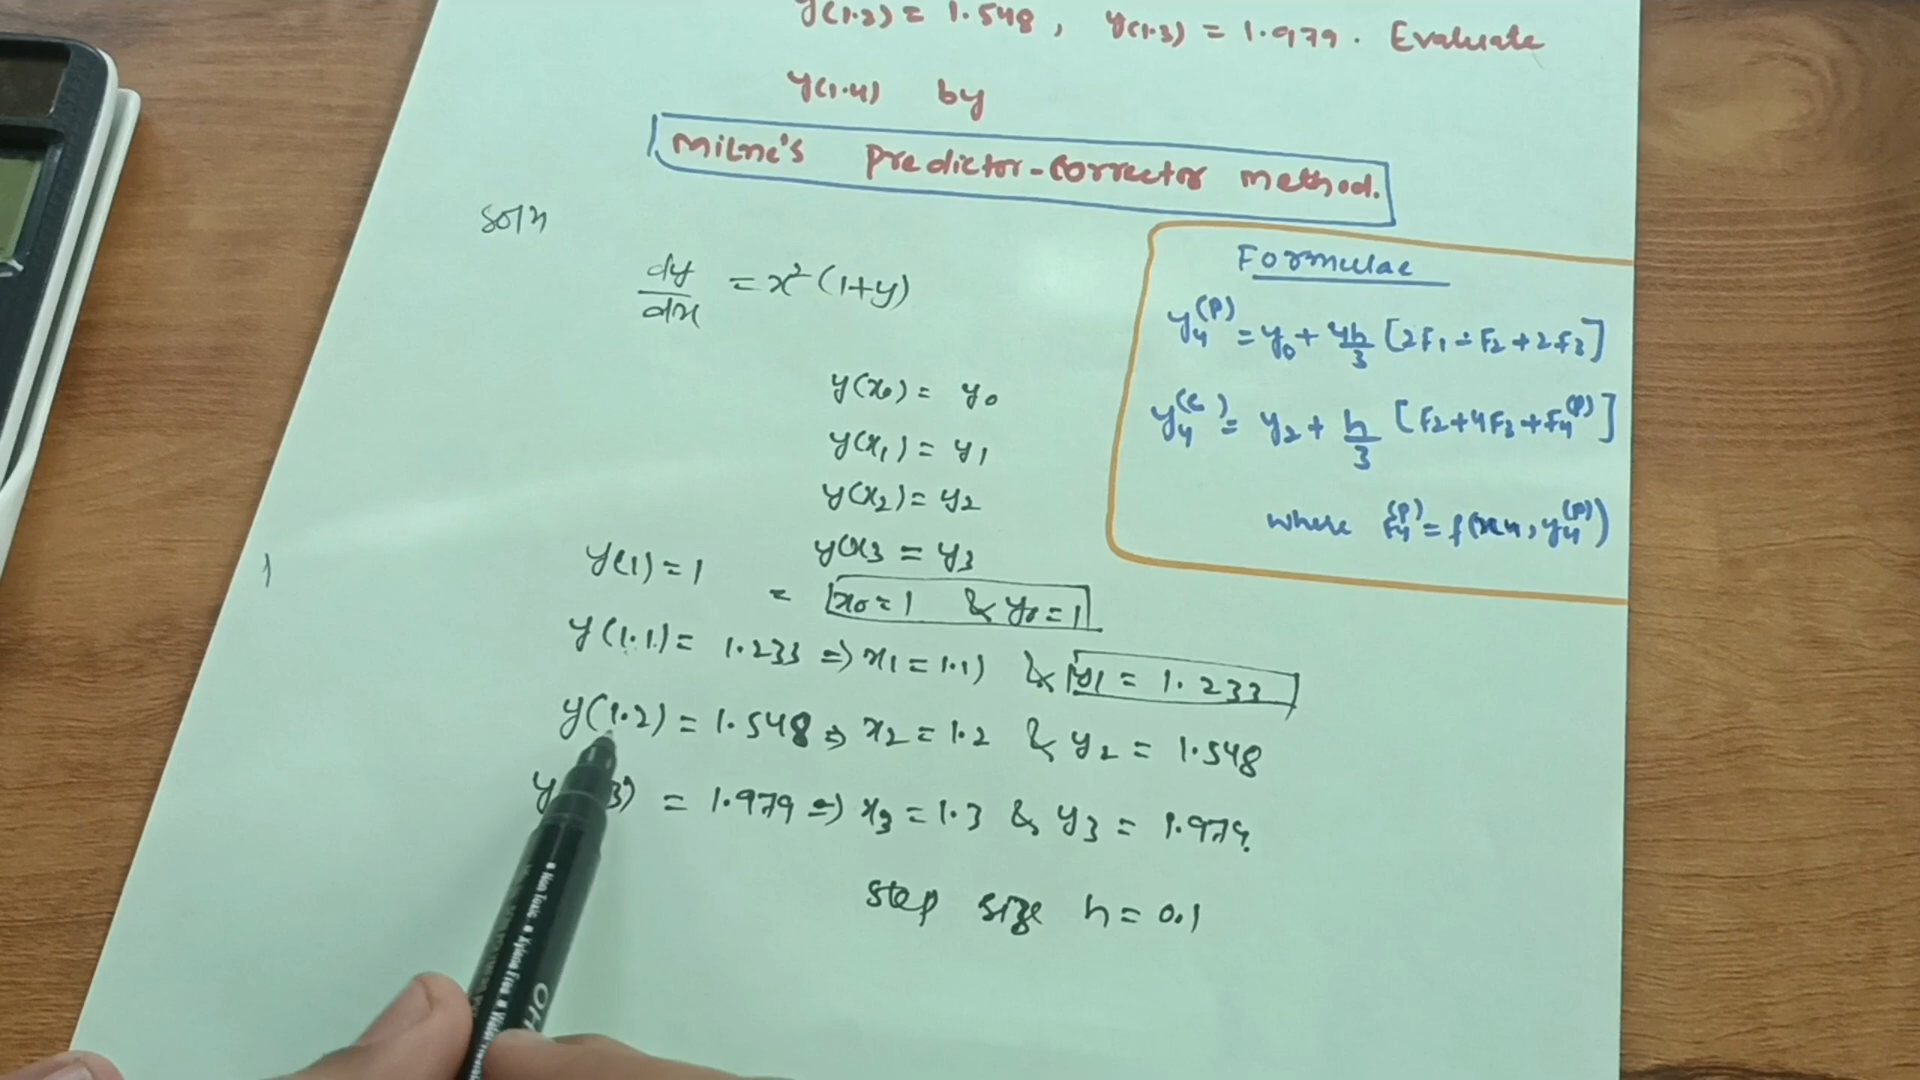 y(1.2) = 1.548, y(1.3) = 1.979. Evaluate
y(1.4) by
Milne's predictor-corrector method.
Soln
dy/dx = x²(1+y)
y(x₀) = y₀
y(x₁) = y₁
y(x₂) = y₂
y(x₃ = y₃
y(1) = 1 = x₀ = 1 & y₀ = 1
y(1.1) = 1.233 ⇒ x₁ = 1.1) & y₁ = 1.233
y(1.2) = 1.548 ⇒ x₂ = 1.2 & y₂ = 1.548
= 1.979 ⇒ x₃ = 1.3 & y₃ = 1.979.
Step size h = 0.1
Formulae
y₄⁽ᴾ⁾ = y₀ + 4h/3 [2F₁ - F₂ + 2F₃]
y₄⁽ᶜ⁾ = y₂ + h/3 [F₂ + 4F₃ + F₄⁽ᴾ⁾]
where F₄⁽ᴾ⁾ = f(x₄, y₄⁽ᴾ⁾)
Non Toxic